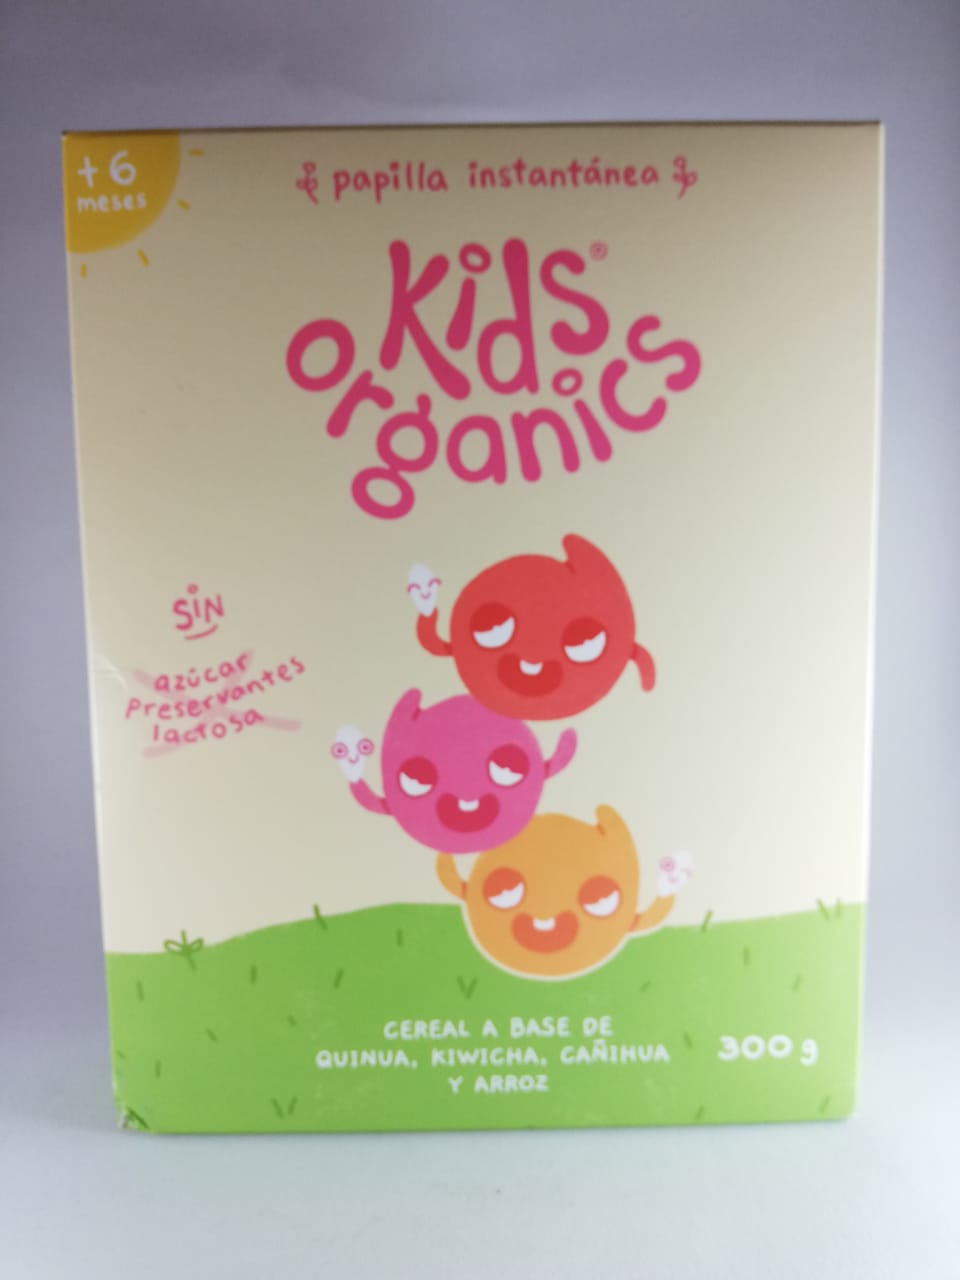 +6
meses
papilla instantánea
Kids®
organics
SiN
azúcar
Preservantes
lactosa
CEREAL A BASE DE
QUINUA, KIWICHA, CAÑIHUA
Y ARROZ
300 g